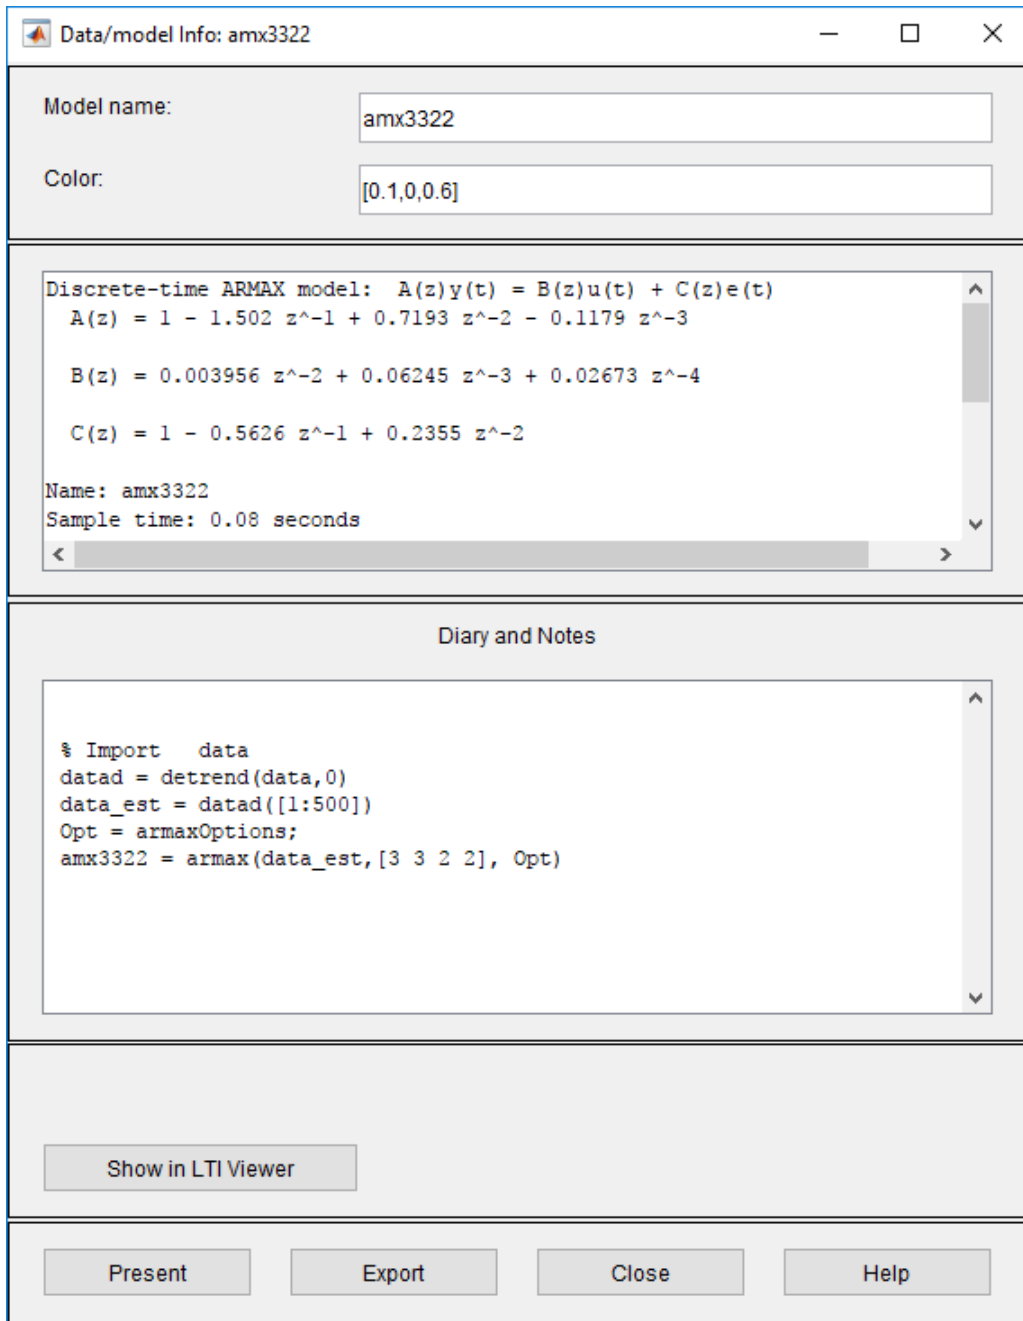 Data/model Info: amx3322
Model name:
amx3322
Color:
[0.1,0,0.6]
Discrete-time ARMAX model:  A(z)y(t) = B(z)u(t) + C(z)e(t)
A(z) = 1 - 1.502 z^-1 + 0.7193 z^-2 - 0.1179 z^-3
B(z) = 0.003956 z^-2 + 0.06245 z^-3 + 0.02673 z^-4
C(z) = 1 - 0.5626 z^-1 + 0.2355 z^-2
Name: amx3322
Sample time: 0.08 seconds
Diary and Notes
% Import   data
datad = detrend(data,0)
data_est = datad([1:500])
Opt = armaxOptions;
amx3322 = armax(data_est,[3 3 2 2], Opt)
Show in LTI Viewer
Present
Export
Close
Help